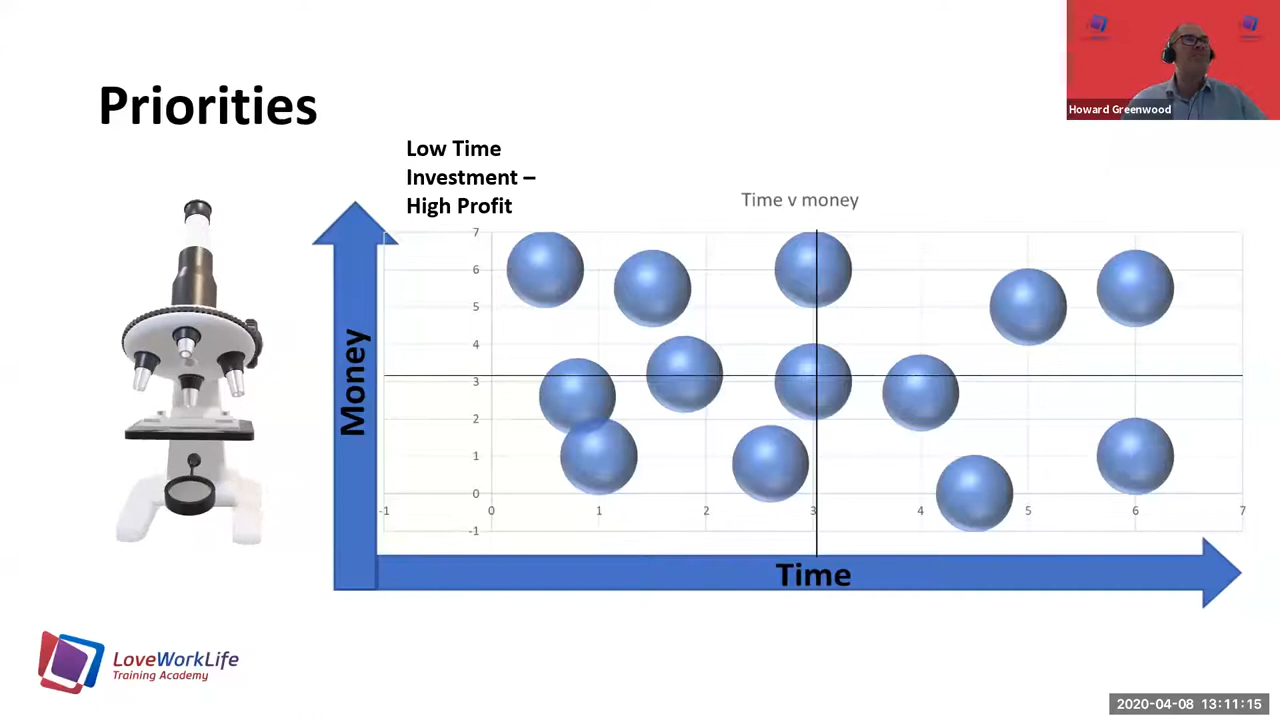 Howard Greenwood
Priorities
Low Time
Investment –
High Profit
Time v money
7
6
5
4
3
2
1
0
-1
-1 0 1 2 3 4 5 6 7
Money
Time
LoveWorkLife
Training Academy
2020-04-08 13:11:15